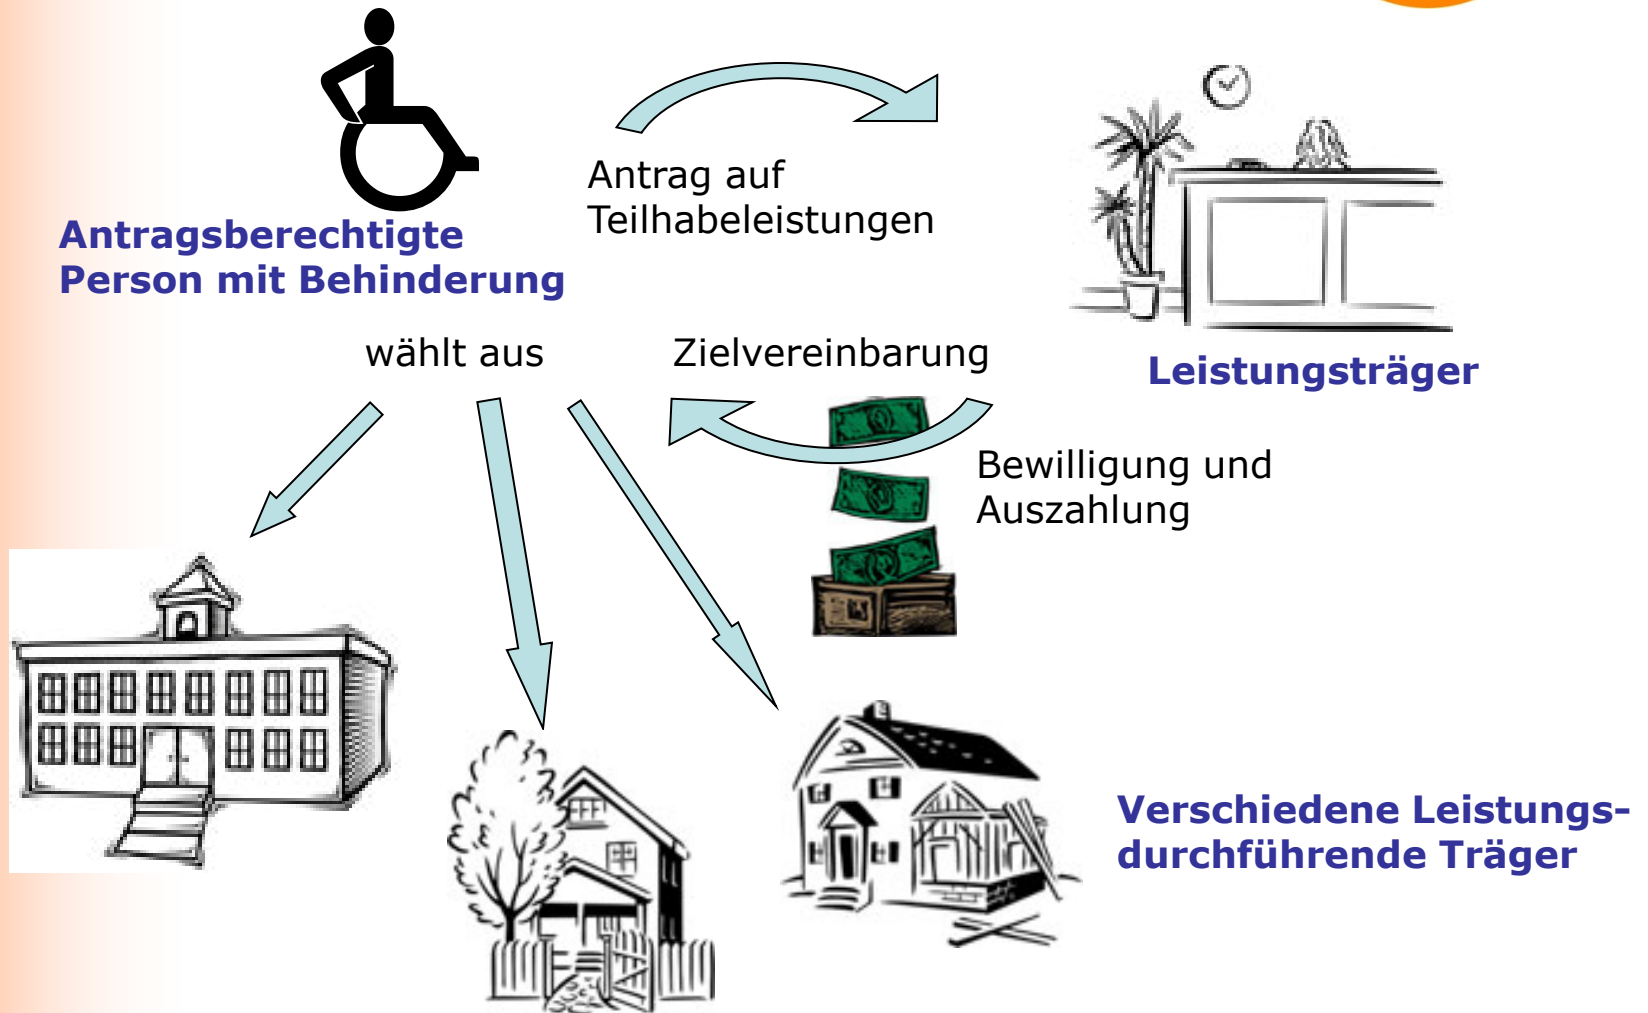 Antrag auf
Teilhabeleistungen
Antragsberechtigte
Person mit Behinderung
wählt aus
Zielvereinbarung
Leistungsträger
Bewilligung und
Auszahlung
Verschiedene Leistungs-
durchführende Träger